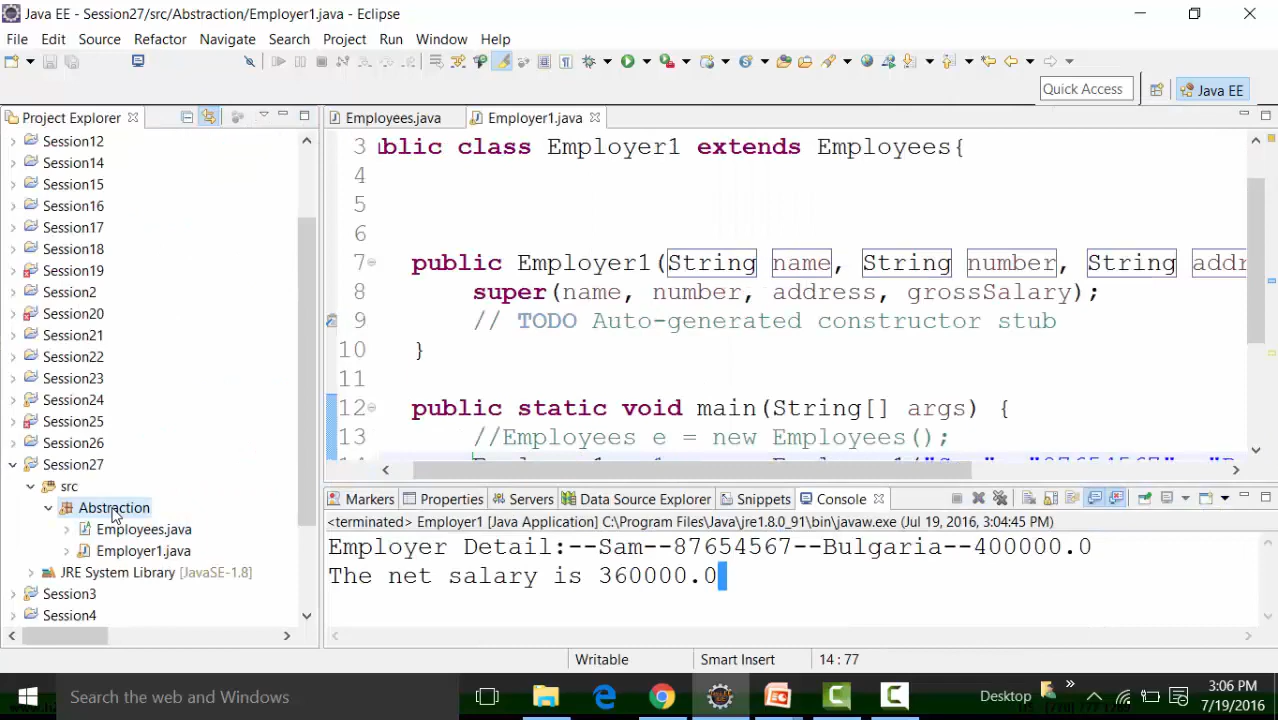 Java EE - Session27/src/Abstraction/Employer1.java - Eclipse
File Edit Source Refactor Navigate Search Project Run Window Help
Quick Access
Java EE
Project Explorer
Session12
Session14
Session15
Session16
Session17
Session18
Session19
Session2
Session20
Session21
Session22
Session23
Session24
Session25
Session26
Session27
src
Abstraction
Employees.java
Employer1.java
JRE System Library [JavaSE-1.8]
Session3
Session4
Employees.java Employer1.java
3 ublic class Employer1 extends Employees{
4
5
6
7 public Employer1(String name, String number, String addr
8 super(name, number, address, grossSalary);
9 // TODO Auto-generated constructor stub
10 }
11
12 public static void main(String[] args) {
13 //Employees e = new Employees();
Markers Properties Servers Data Source Explorer Snippets Console
<terminated> Employer1 [Java Application] C:\Program Files\Java\jre1.8.0_91\bin\javaw.exe (Jul 19, 2016, 3:04:45 PM)
Employer Detail:--Sam--87654567--Bulgaria--400000.0
The net salary is 360000.0
Writable Smart Insert 14 : 77
Search the web and Windows
Desktop
3:06 PM
7/19/2016